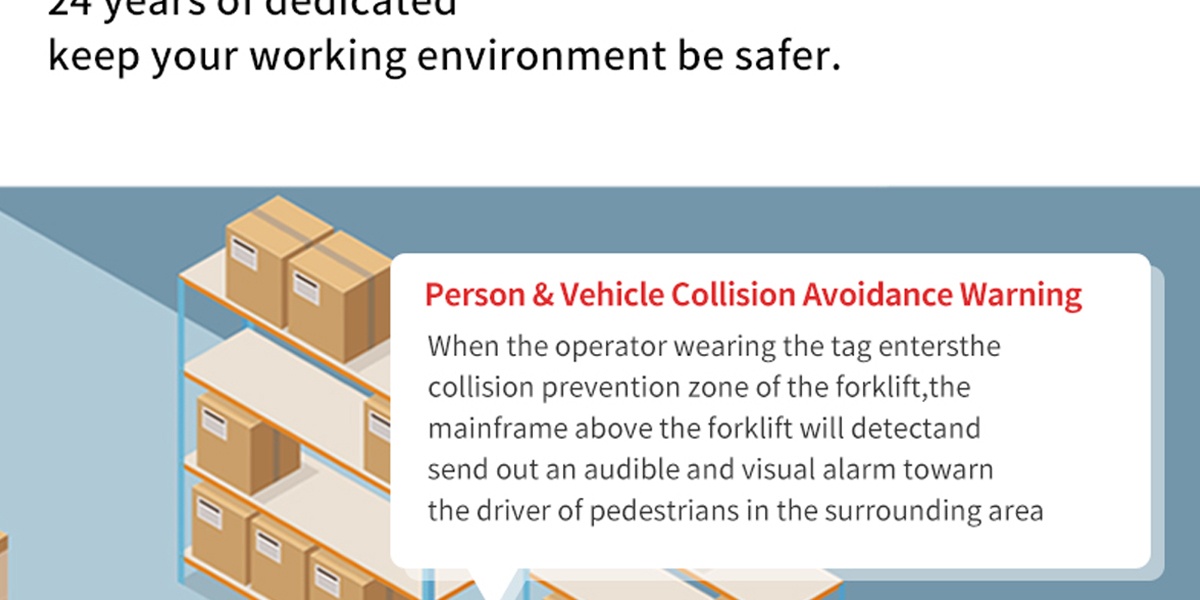 24 years of dedicated
keep your working environment be safer.
Person & Vehicle Collision Avoidance Warning
When the operator wearing the tag entersthe
collision prevention zone of the forklift,the
mainframe above the forklift will detectand
send out an audible and visual alarm towarn
the driver of pedestrians in the surrounding area